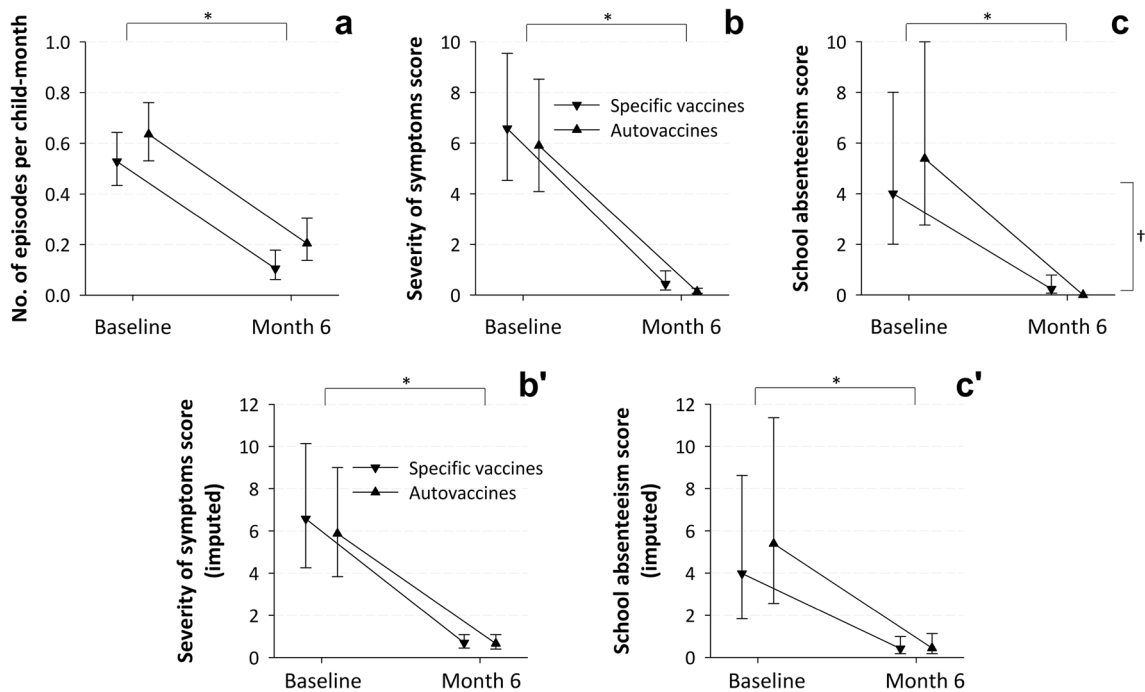 *
a
No. of episodes per child-month
1.0
0.8
0.6
0.4
0.2
0.0
Baseline
Month 6
*
b
Severity of symptoms score
10
8
6
4
2
0
Specific vaccines
Autovaccines
Baseline
Month 6
*
c
School absenteeism score
10
8
6
4
2
0
†
Baseline
Month 6
*
b'
Severity of symptoms score
(imputed)
12
10
8
6
4
2
0
Specific vaccines
Autovaccines
Baseline
Month 6
*
c'
School absenteeism score
(imputed)
12
10
8
6
4
2
0
Baseline
Month 6